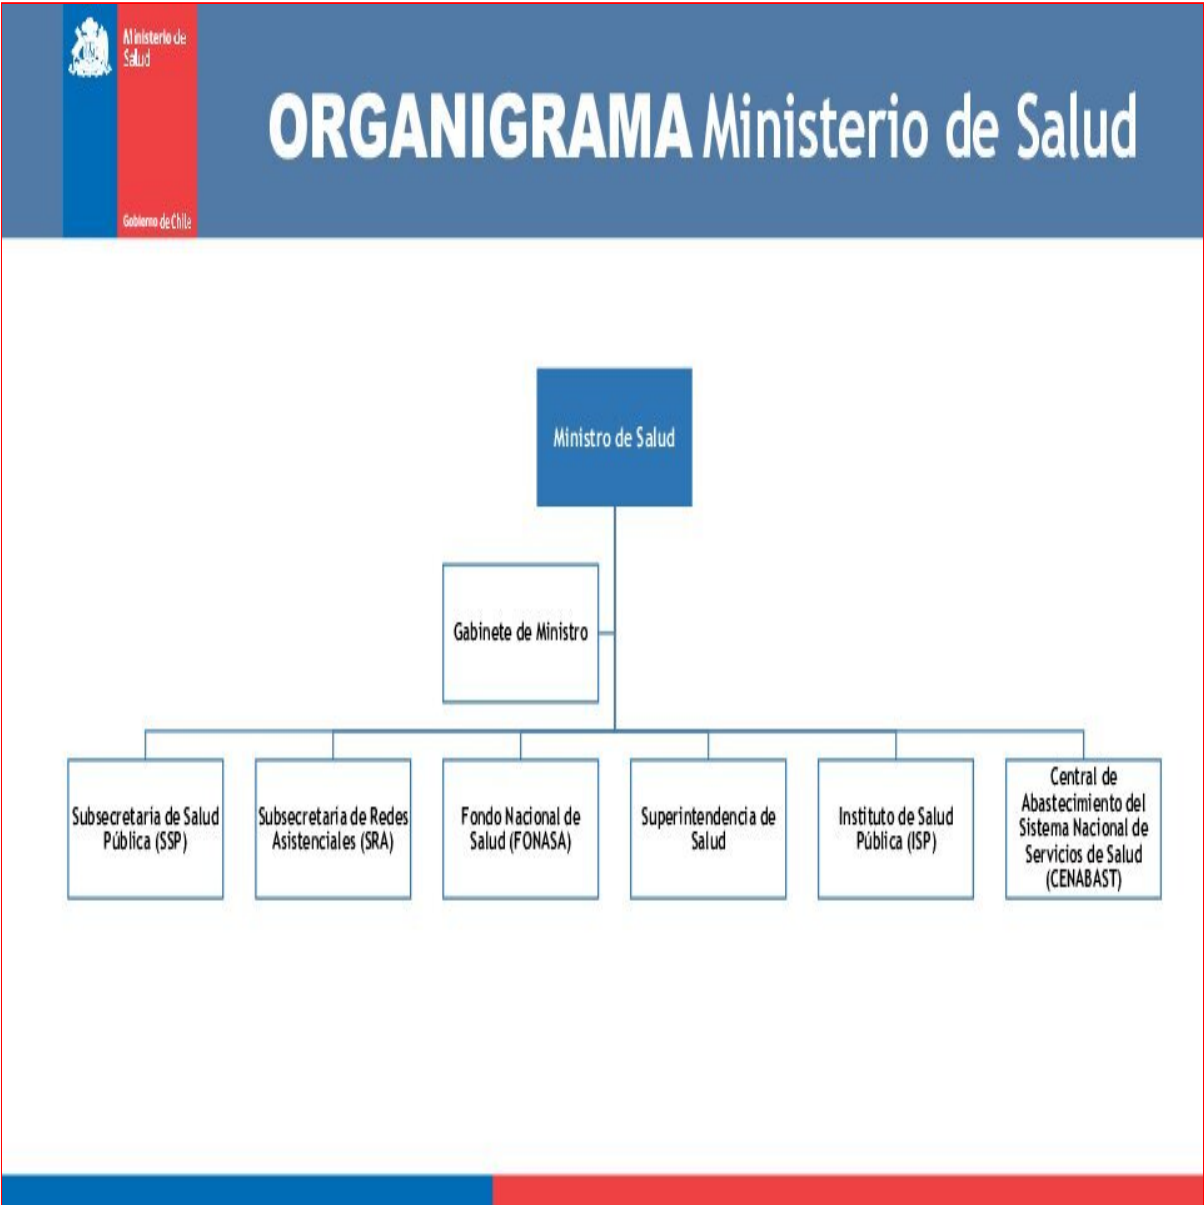 Ministerio de
Salud
Gobierno de Chile
ORGANIGRAMA Ministerio de Salud
Ministro de Salud
Gabinete de Ministro
Subsecretaria de Salud
Pública (SSP)
Subsecretaria de Redes
Asistenciales (SRA)
Fondo Nacional de
Salud (FONASA)
Superintendencia de
Salud
Instituto de Salud
Pública (ISP)
Central de
Abastecimiento del
Sistema Nacional de
Servicios de Salud
(CENABAST)